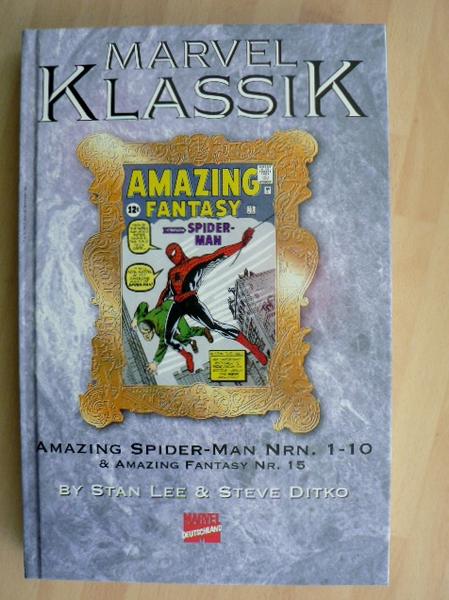 MARVEL
KLASSIK
AMAZING
12¢ FANTASY 15
SPIDER-
MAN
AMAZING SPIDER-MAN NRN. 1-10
& AMAZING FANTASY NR. 15
BY STAN LEE & STEVE DITKO
MARVEL
DEUTSCHLAND